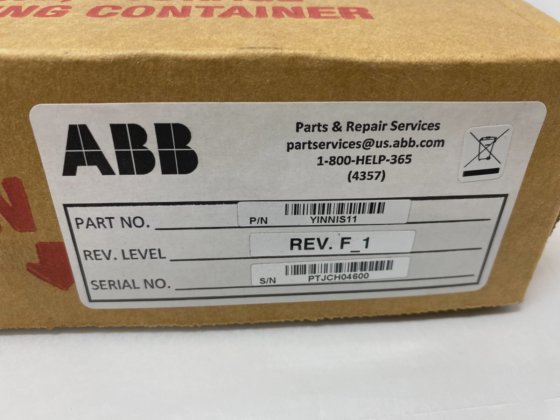 ING CONTAINER
N
ABB
Parts & Repair Services
partservices@us.abb.com
1-800-HELP-365
(4357)
PART NO.
P/N YINNIS11
REV. LEVEL
REV. F_1
SERIAL NO.
S/N PTJCH04600